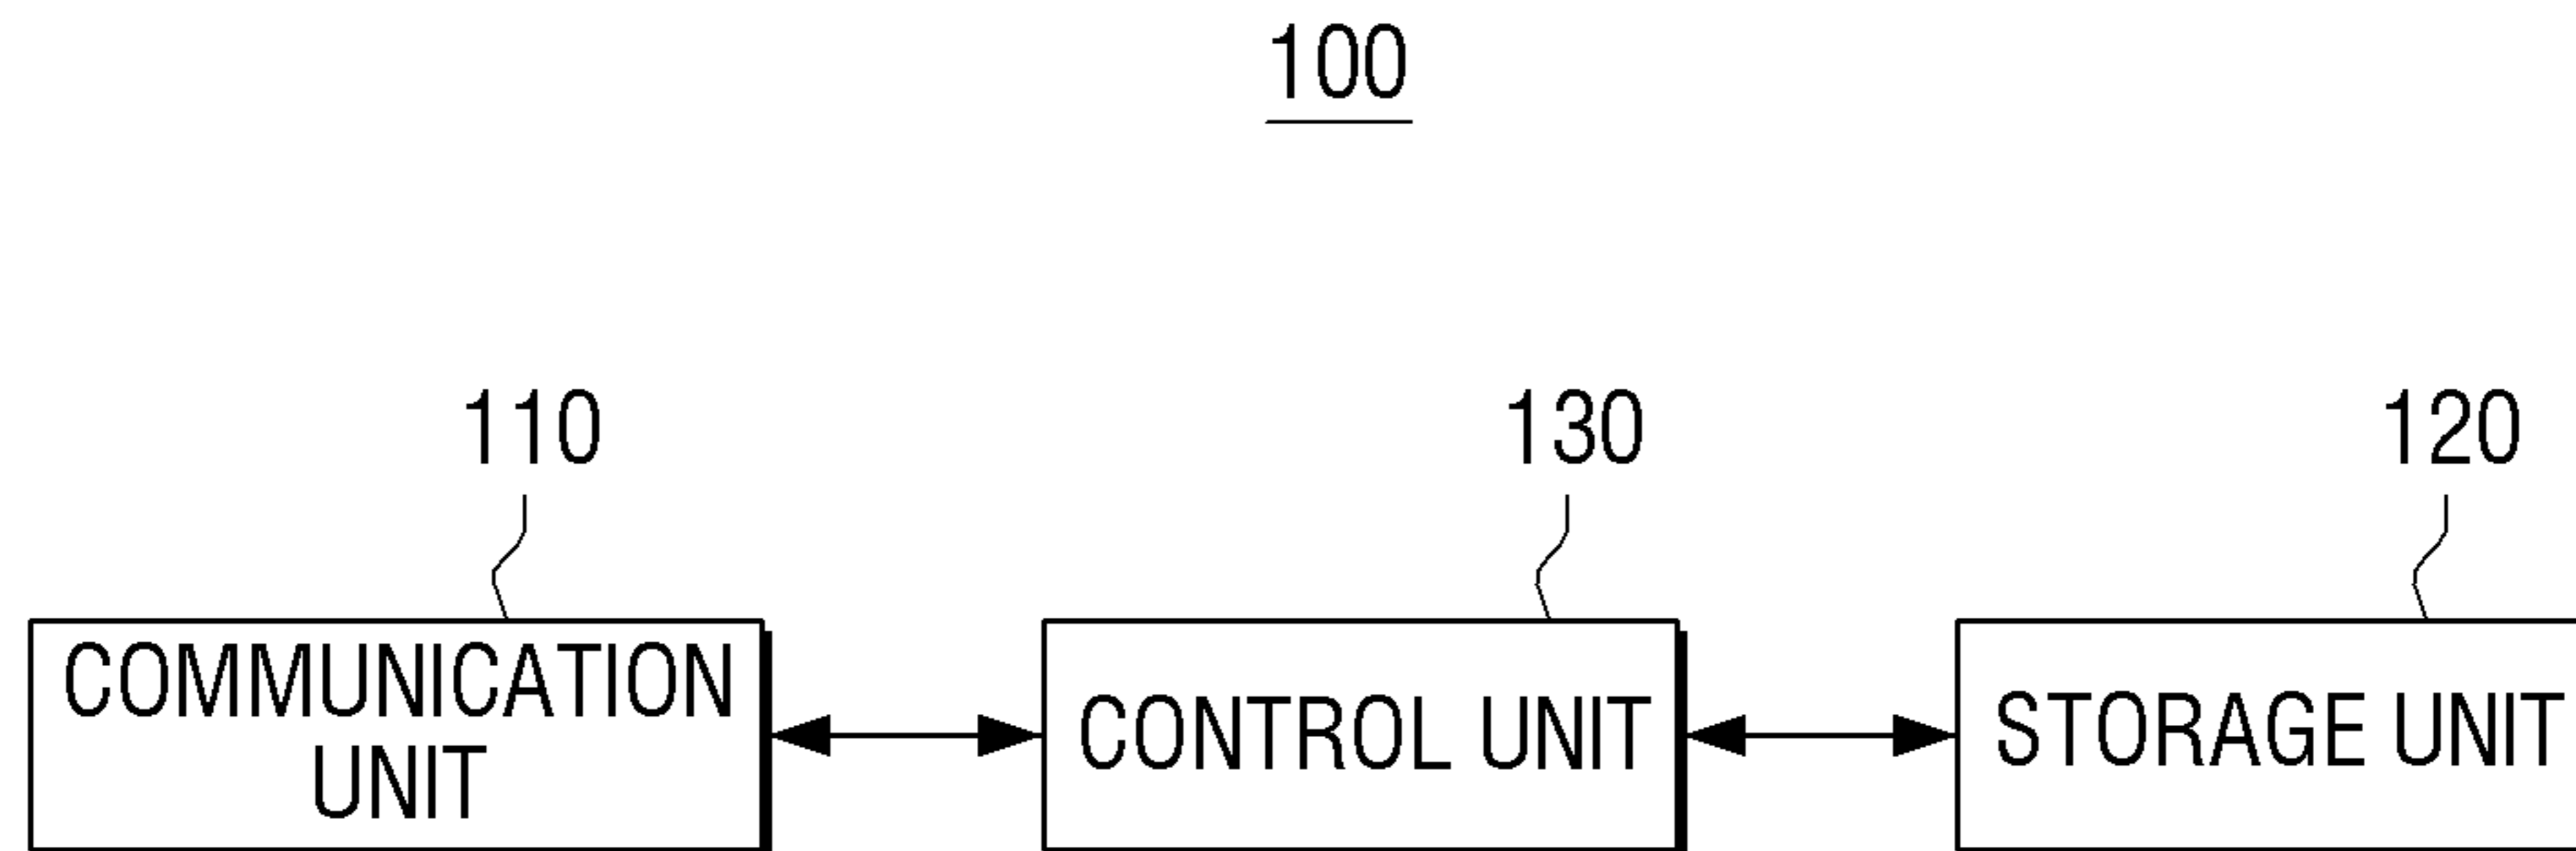 100
110
130
120
COMMUNICATION
UNIT
CONTROL UNIT
STORAGE UNIT